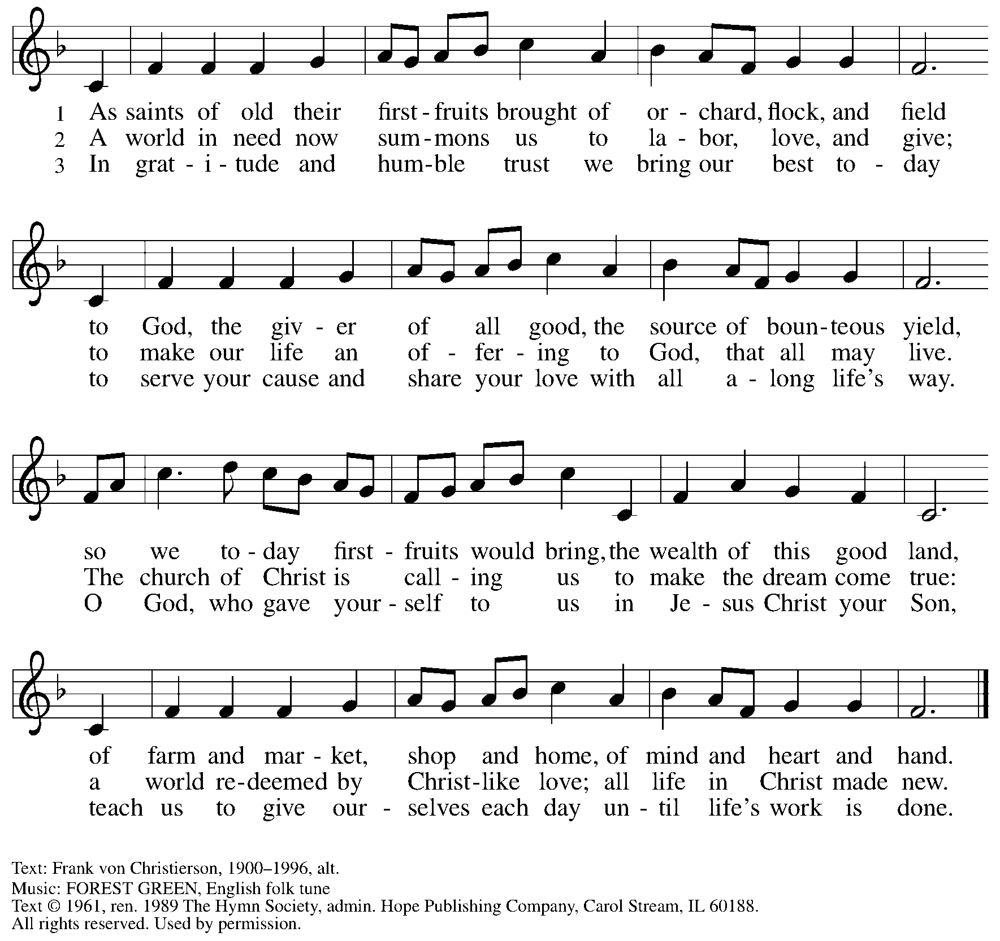 1 As saints of old their first - fruits brought of or - chard, flock, and field
2 A world in need now sum - mons us to la - bor, love, and give;
3 In grat - i - tude and hum - ble trust we bring our best to - day
to God, the giv - er of all good, the source of boun - teous yield,
to make our life an of - fer - ing to God, that all may live.
to serve your cause and share your love with all a - long life's way.
so we to - day first - fruits would bring, the wealth of this good land,
The church of Christ is call - ing us to make the dream come true:
O God, who gave your - self to us in Je - sus Christ your Son,
of farm and mar - ket, shop and home, of mind and heart and hand.
a world re - deemed by Christ - like love; all life in Christ made new.
teach us to give our - selves each day un - til life's work is done.
Text: Frank von Christierson, 1900–1996, alt.
Music: FOREST GREEN, English folk tune
Text © 1961, ren. 1989 The Hymn Society, admin. Hope Publishing Company, Carol Stream, IL 60188.
All rights reserved. Used by permission.